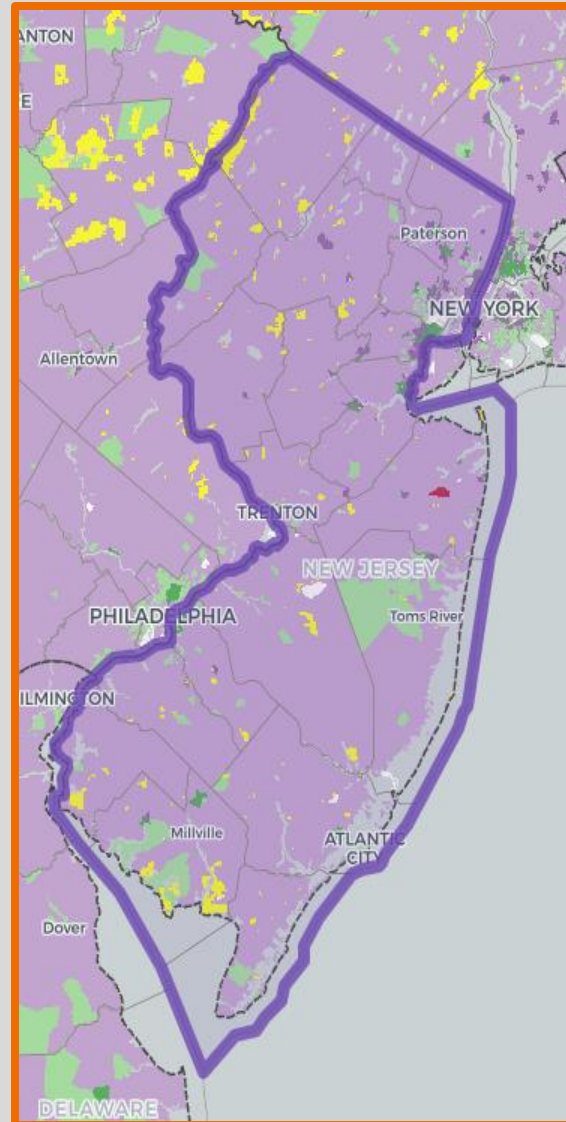 ANTON
E
Paterson
NEW YORK
Allentown
TRENTON
NEW JERSEY
PHILADELPHIA
Toms River
ILMINGTON
Millville
ATLANTIC
CITY
Dover
DELAWARE